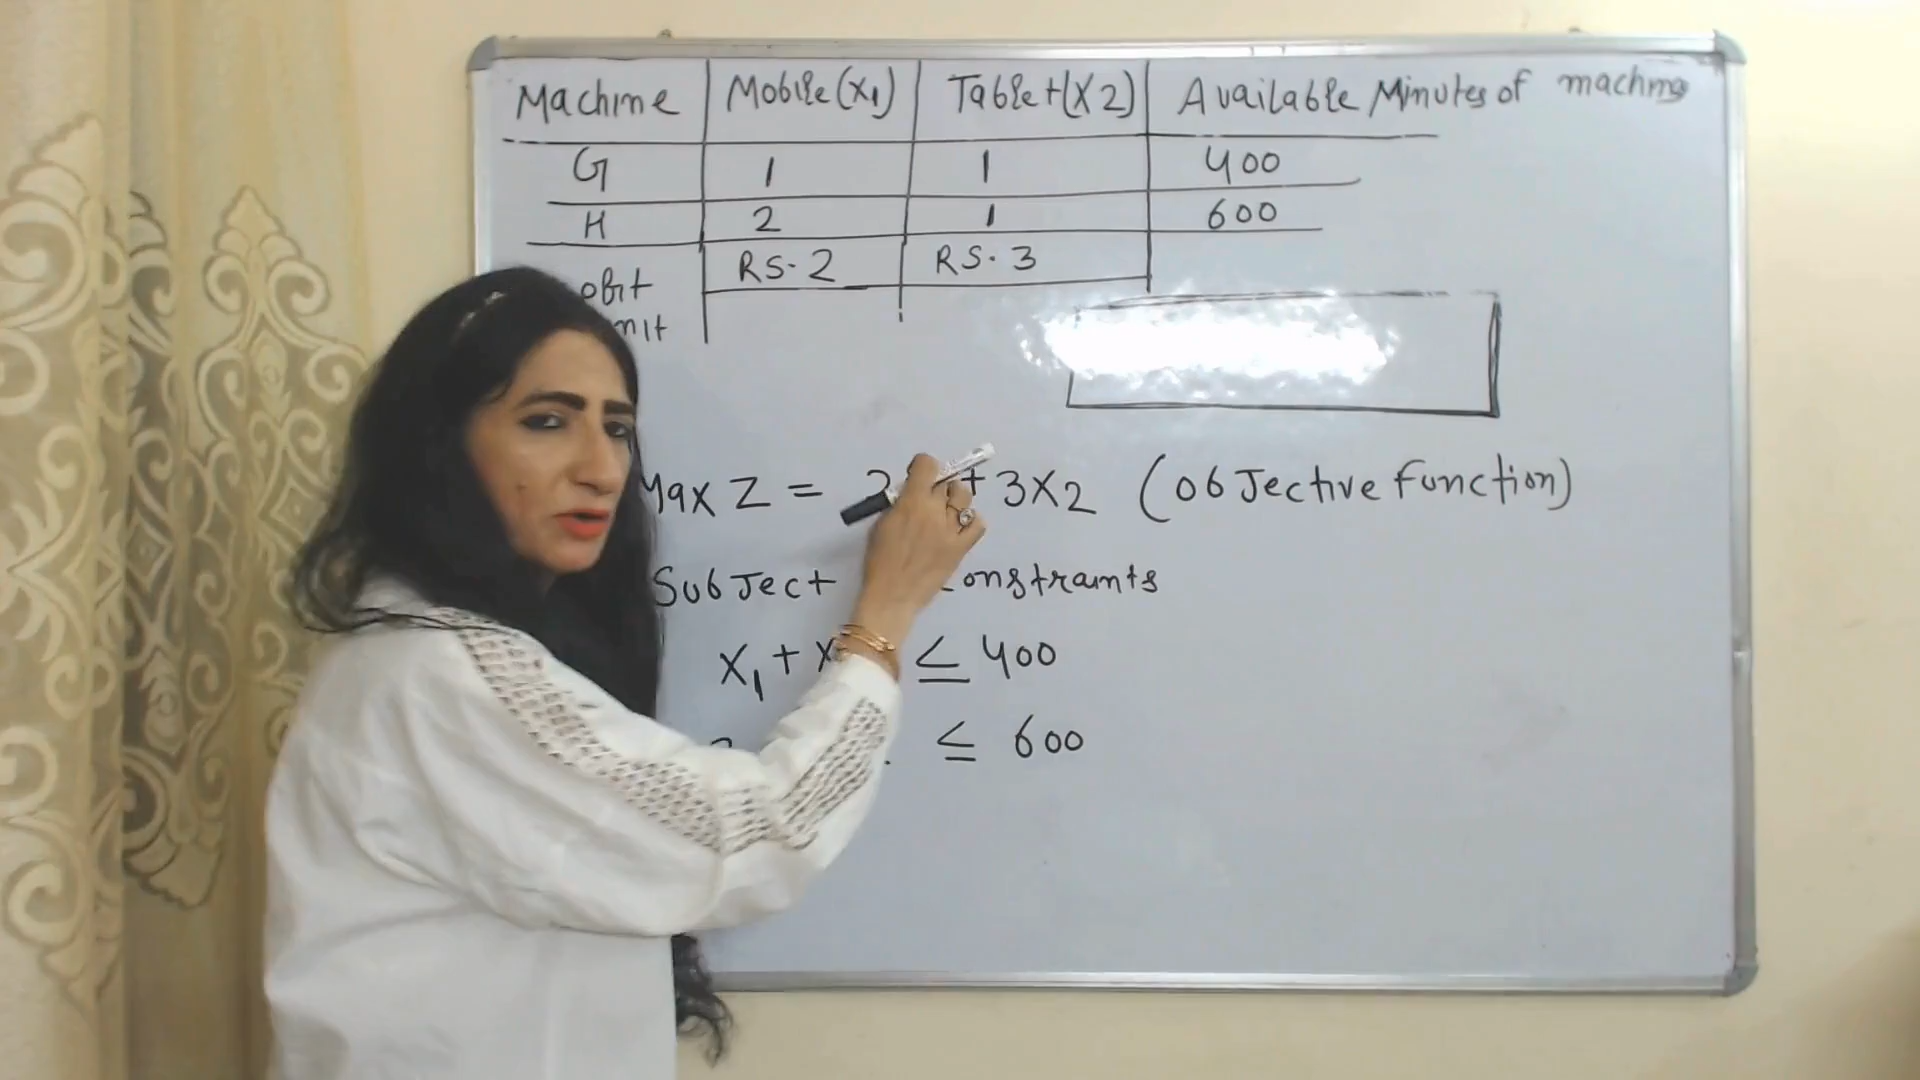 Machine Mobile(X1) Tablet(X2) Available Minutes of machine
G 1 1 400
H 2 1 600
RS. 2 RS. 3
Max Z = 2 + 3X2 (Objective Function)
Subject Constraints
X1 + X ≤ 400
≤ 600